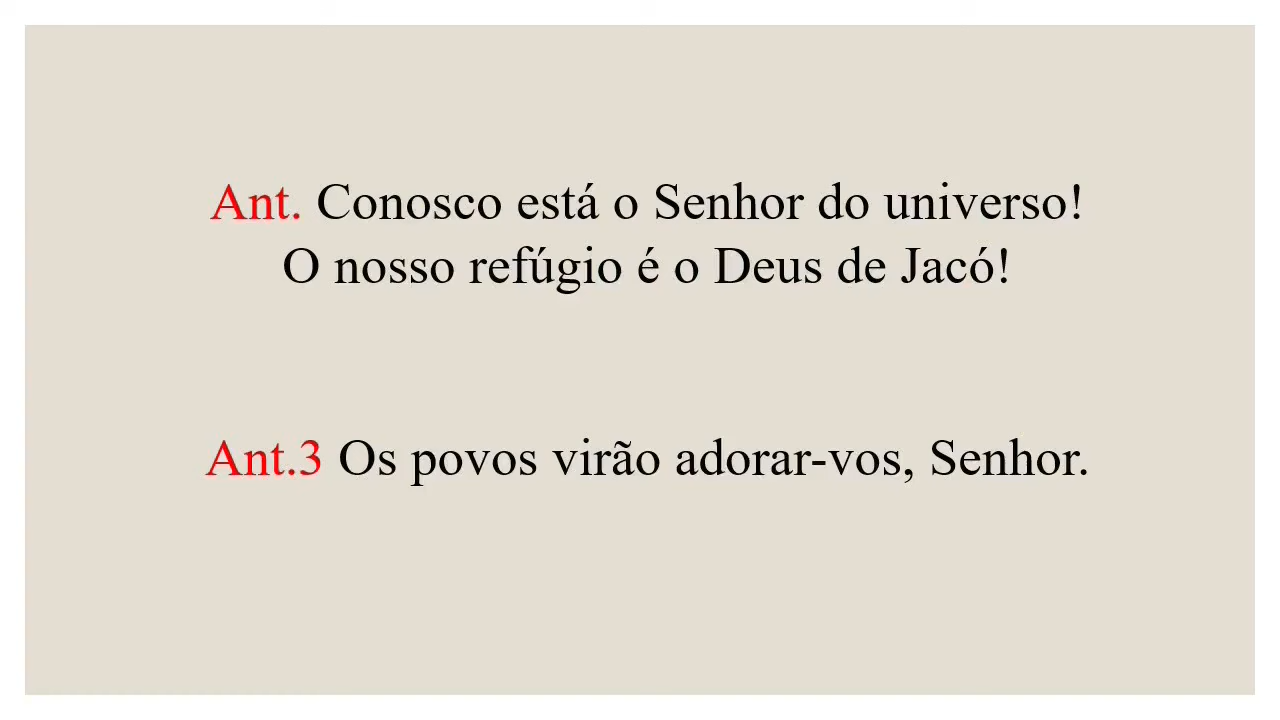 Ant. Conosco está o Senhor do universo!
O nosso refúgio é o Deus de Jacó!
Ant.3 Os povos virão adorar-vos, Senhor.